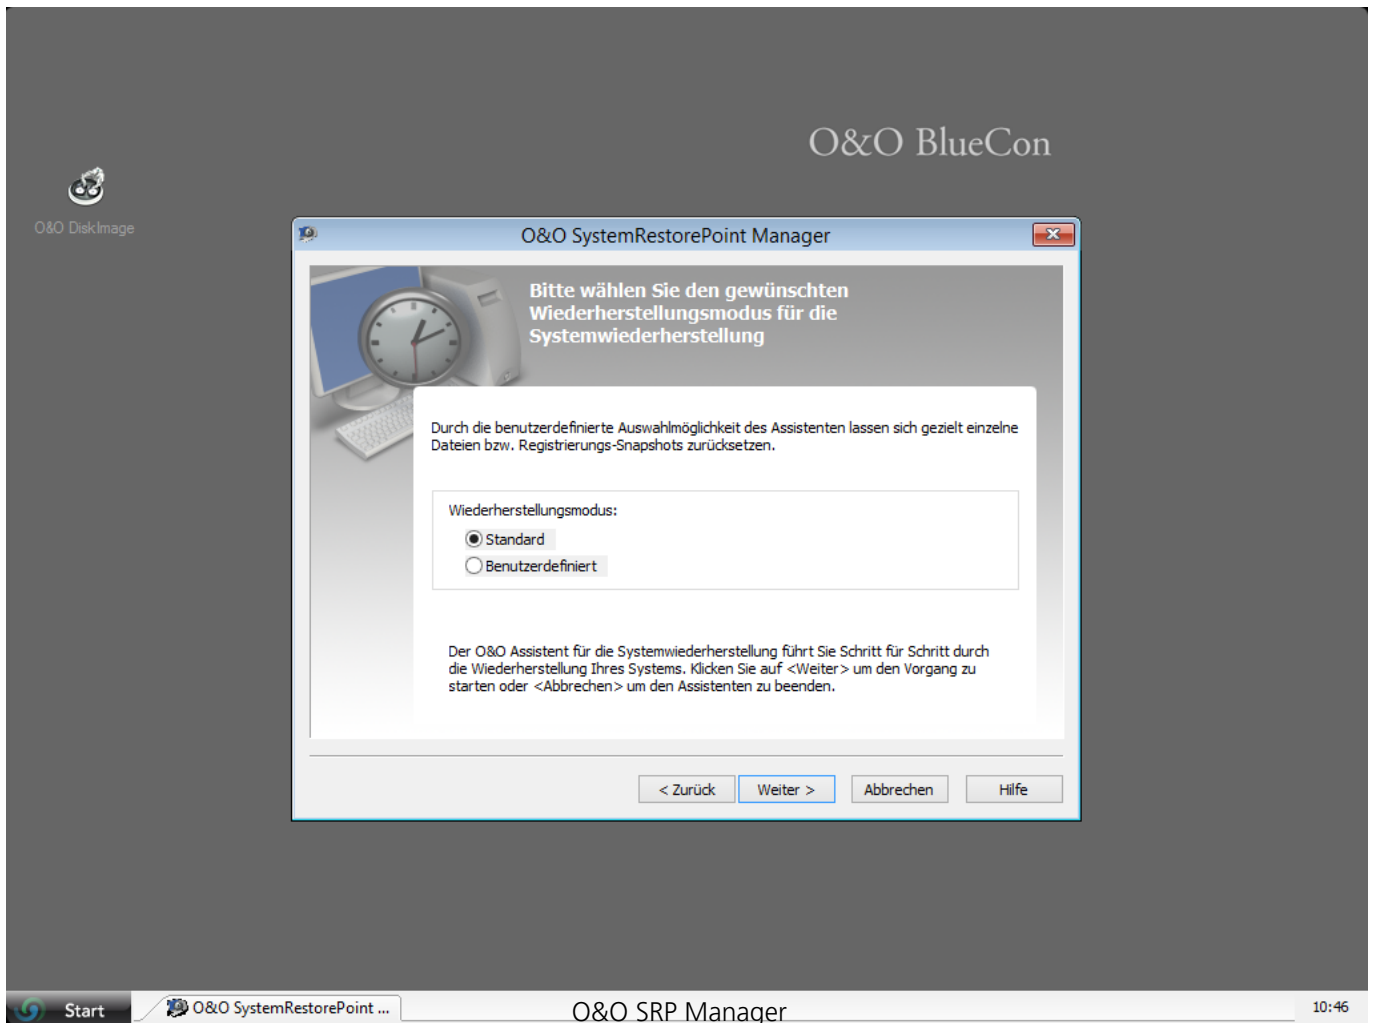 O&O BlueCon
O&O DiskImage
O&O SystemRestorePoint Manager
Bitte wählen Sie den gewünschten
Wiederherstellungsmodus für die
Systemwiederherstellung
Durch die benutzerdefinierte Auswahlmöglichkeit des Assistenten lassen sich gezielt einzelne
Dateien bzw. Registrierungs-Snapshots zurücksetzen.
Wiederherstellungsmodus:
Standard
Benutzerdefiniert
Der O&O Assistent für die Systemwiederherstellung führt Sie Schritt für Schritt durch
die Wiederherstellung Ihres Systems. Klicken Sie auf <Weiter> um den Vorgang zu
starten oder <Abbrechen> um den Assistenten zu beenden.
< Zurück
Weiter >
Abbrechen
Hilfe
Start
O&O SystemRestorePoint ...
O&O SRP Manager
10:46